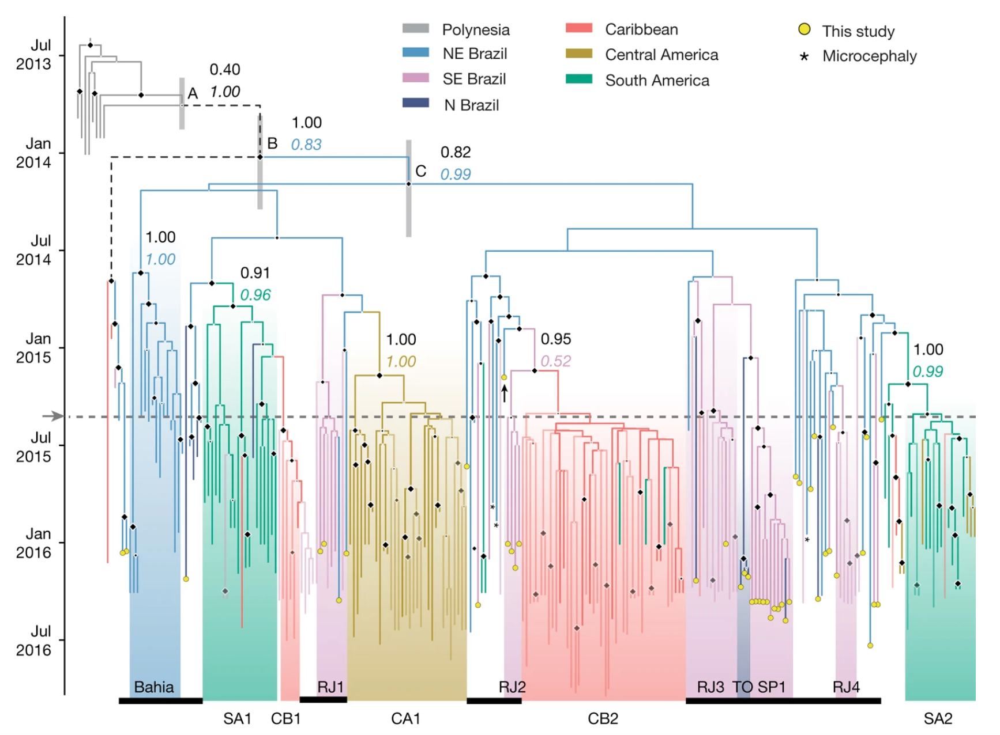 Polynesia
NE Brazil
SE Brazil
N Brazil
Caribbean
Central America
South America
This study
* Microcephaly
Jul
2013
Jan
2014
Jul
2014
Jan
2015
Jul
2015
Jan
2016
Jul
2016
A
0.40
1.00
B
1.00
0.83
C
0.82
0.99
1.00
1.00
0.91
0.96
1.00
1.00
0.95
0.52
1.00
0.99
*
*
*
Bahia
RJ1
RJ2
RJ3
TO
SP1
RJ4
SA1
CB1
CA1
CB2
SA2